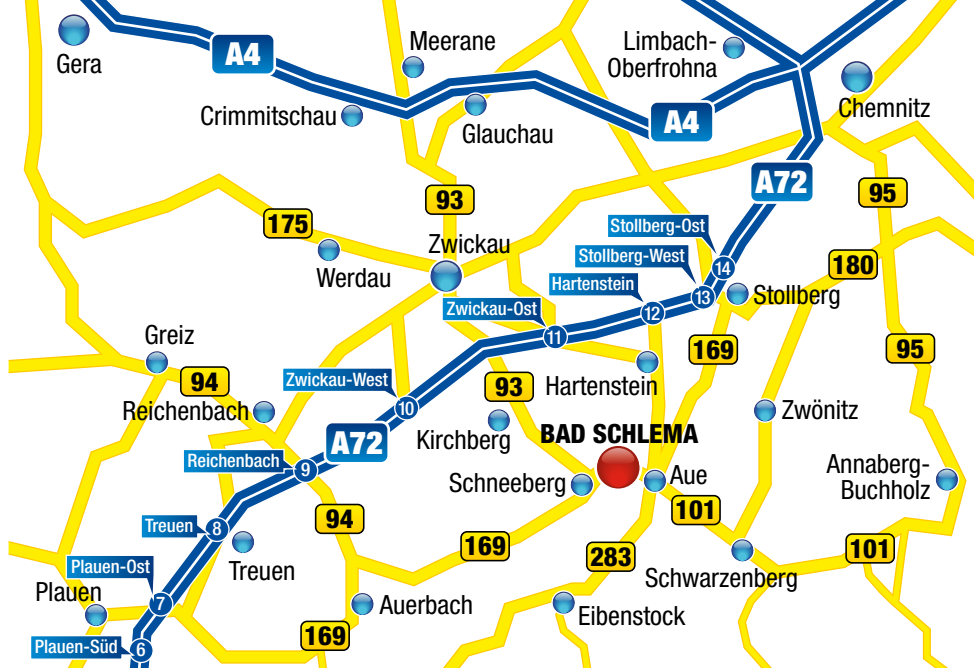 Gera
A4
Meerane
Limbach-
Oberfrohna
Crimmitschau
Glauchau
A4
Chemnitz
A72
93
95
175
Zwickau
Werdau
Stollberg-Ost
Stollberg-West
14
180
Hartenstein
13
Stollberg
Zwickau-Ost
12
11
Greiz
169
95
94
Zwickau-West
93
Hartenstein
Reichenbach
10
Zwönitz
A72
Kirchberg
BAD SCHLEMA
Reichenbach
9
Schneeberg
Aue
Annaberg-
Buchholz
94
101
Treuen
8
Treuen
169
283
101
Plauen-Ost
Schwarzenberg
Plauen
7
Auerbach
Eibenstock
169
Plauen-Süd
6